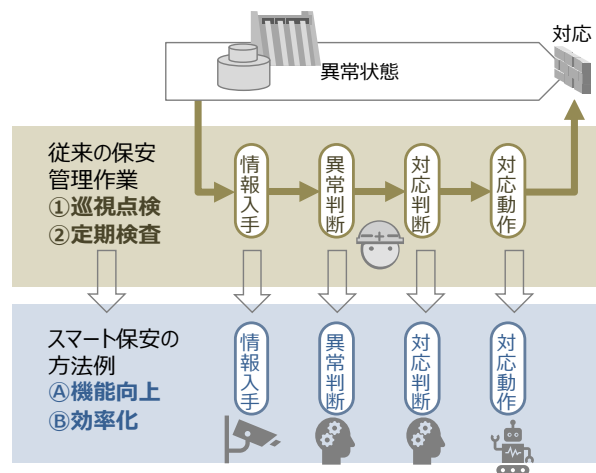 対応
異常状態
従来の保安
管理作業
①巡視点検
②定期検査
情報入手
異常判断
対応判断
対応動作
スマート保安の
方法例
Ⓐ機能向上
Ⓑ効率化
情報入手
異常判断
対応判断
対応動作